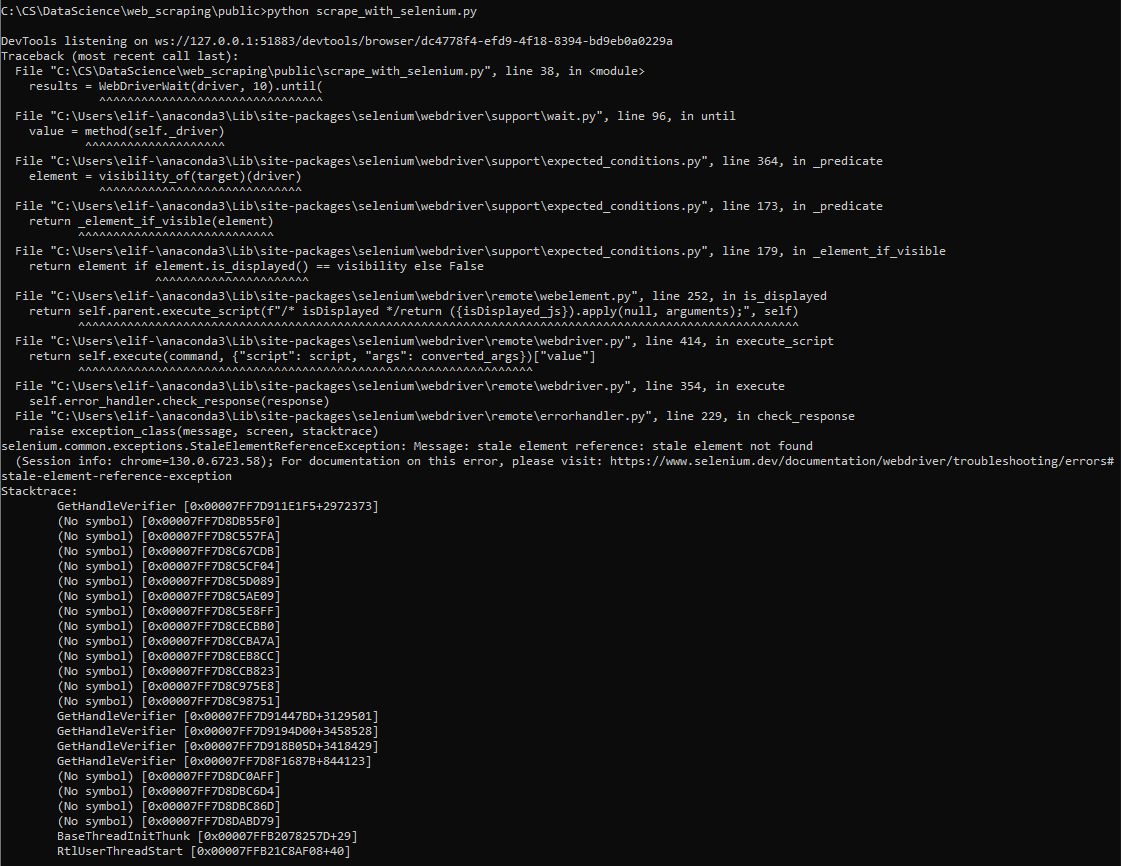 C:\CS\DataScience\web_scraping\public>python scrape_with_selenium.py
DevTools listening on ws://127.0.0.1:51883/devtools/browser/dc4778f4-efd9-4f18-8394-bd9eb0a0229a
Traceback (most recent call last):
  File "C:\CS\DataScience\web_scraping\public\scrape_with_selenium.py", line 38, in <module>
    results = WebDriverWait(driver, 10).until(
              ^^^^^^^^^^^^^^^^^^^^^^^^^^^^^^^^
  File "C:\Users\elif-\anaconda3\Lib\site-packages\selenium\webdriver\support\wait.py", line 96, in until
    value = method(self._driver)
            ^^^^^^^^^^^^^^^^^^^^
  File "C:\Users\elif-\anaconda3\Lib\site-packages\selenium\webdriver\support\expected_conditions.py", line 364, in _predicate
    element = visibility_of(target)(driver)
              ^^^^^^^^^^^^^^^^^^^^^^^^^^^^^
  File "C:\Users\elif-\anaconda3\Lib\site-packages\selenium\webdriver\support\expected_conditions.py", line 173, in _predicate
    return _element_if_visible(element)
           ^^^^^^^^^^^^^^^^^^^^^^^^^^^^
  File "C:\Users\elif-\anaconda3\Lib\site-packages\selenium\webdriver\support\expected_conditions.py", line 179, in _element_if_visible
    return element if element.is_displayed() == visibility else False
                      ^^^^^^^^^^^^^^^^^^^^^^
  File "C:\Users\elif-\anaconda3\Lib\site-packages\selenium\webdriver\remote\webelement.py", line 252, in is_displayed
    return self.parent.execute_script(f"/* isDisplayed */return ({isDisplayed_js}).apply(null, arguments);", self)
           ^^^^^^^^^^^^^^^^^^^^^^^^^^^^^^^^^^^^^^^^^^^^^^^^^^^^^^^^^^^^^^^^^^^^^^^^^^^^^^^^^^^^^^^^^^^^^^^^^^^^^^^
  File "C:\Users\elif-\anaconda3\Lib\site-packages\selenium\webdriver\remote\webdriver.py", line 414, in execute_script
    return self.execute(command, {"script": script, "args": converted_args})["value"]
           ^^^^^^^^^^^^^^^^^^^^^^^^^^^^^^^^^^^^^^^^^^^^^^^^^^^^^^^^^^^^^^^^^
  File "C:\Users\elif-\anaconda3\Lib\site-packages\selenium\webdriver\remote\webdriver.py", line 354, in execute
    self.error_handler.check_response(response)
  File "C:\Users\elif-\anaconda3\Lib\site-packages\selenium\webdriver\remote\errorhandler.py", line 229, in check_response
    raise exception_class(message, screen, stacktrace)
selenium.common.exceptions.StaleElementReferenceException: Message: stale element reference: stale element not found
  (Session info: chrome=130.0.6723.58); For documentation on this error, please visit: https://www.selenium.dev/documentation/webdriver/troubleshooting/errors#
stale-element-reference-exception
Stacktrace:
        GetHandleVerifier [0x00007FF7D911E1F5+2972373]
        (No symbol) [0x00007FF7D8DB55F0]
        (No symbol) [0x00007FF7D8C557FA]
        (No symbol) [0x00007FF7D8C67CDB]
        (No symbol) [0x00007FF7D8C5CF04]
        (No symbol) [0x00007FF7D8C5D089]
        (No symbol) [0x00007FF7D8C5AE09]
        (No symbol) [0x00007FF7D8C5E8FF]
        (No symbol) [0x00007FF7D8CECBB0]
        (No symbol) [0x00007FF7D8CCBA7A]
        (No symbol) [0x00007FF7D8CEB8CC]
        (No symbol) [0x00007FF7D8CCB823]
        (No symbol) [0x00007FF7D8C975E8]
        (No symbol) [0x00007FF7D8C98751]
        GetHandleVerifier [0x00007FF7D91447BD+3129501]
        GetHandleVerifier [0x00007FF7D9194D00+3458528]
        GetHandleVerifier [0x00007FF7D918B05D+3418429]
        GetHandleVerifier [0x00007FF7D8F1687B+844123]
        (No symbol) [0x00007FF7D8DC0AFF]
        (No symbol) [0x00007FF7D8DBC6D4]
        (No symbol) [0x00007FF7D8DBC86D]
        (No symbol) [0x00007FF7D8DABD79]
        BaseThreadInitThunk [0x00007FFB2078257D+29]
        RtlUserThreadStart [0x00007FFB21C8AF08+40]